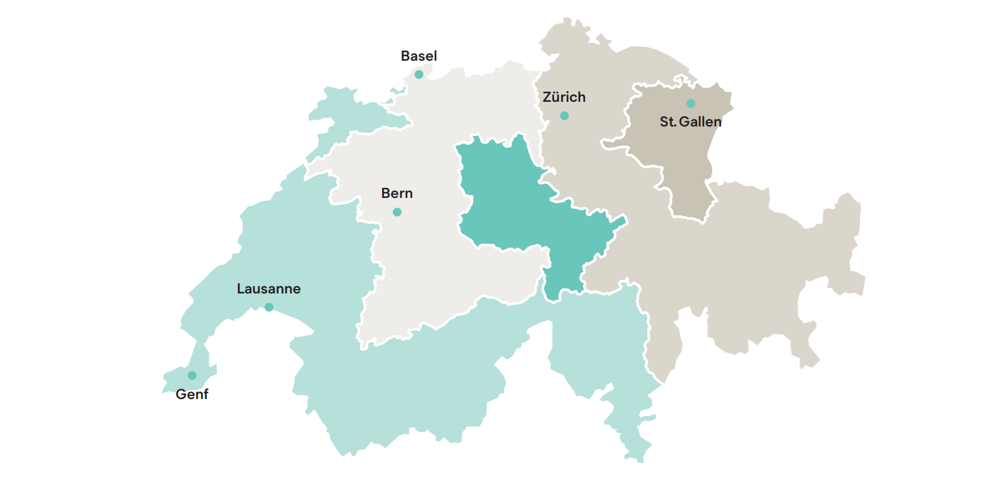 Basel
Zürich
St. Gallen
Bern
Lausanne
Genf